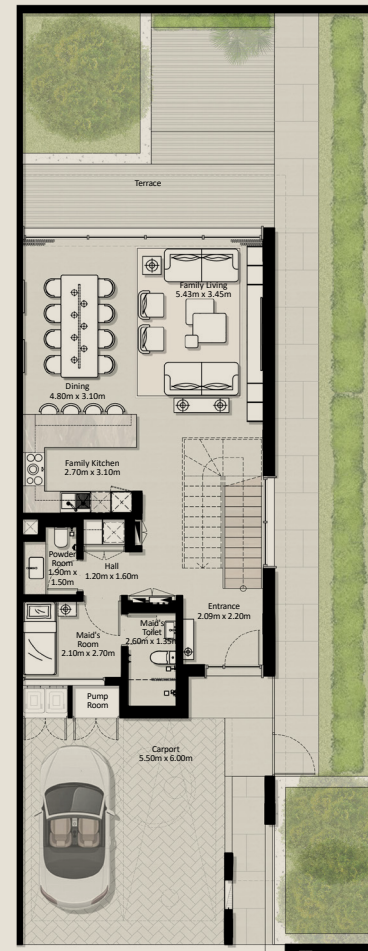 Terrace
Family Living
5.43m x 3.45m
Dining
4.80m x 3.10m
Family Kitchen
2.70m x 3.10m
Powder
Room
1.90m x
1.50m
Hall
1.20m x 1.60m
Entrance
2.09m x 2.20m
Maid's
Toilet
2.60m x 1.35m
Maid's
Room
2.10m x 2.70m
Pump
Room
Carport
5.50m x 6.00m